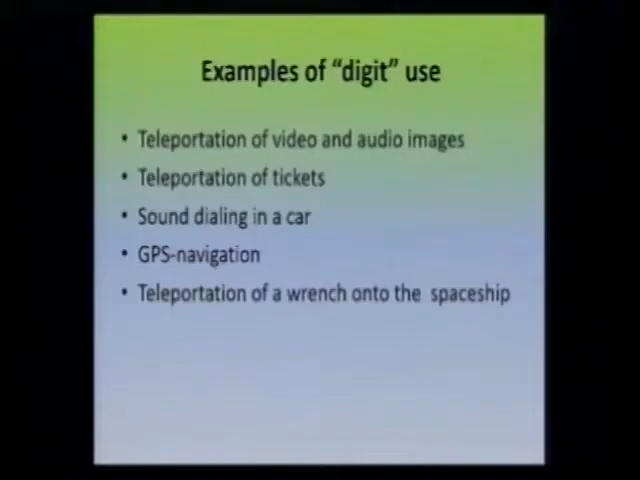 Examples of “digit” use
• Teleportation of video and audio images
• Teleportation of tickets
• Sound dialing in a car
• GPS-navigation
• Teleportation of a wrench onto the spaceship